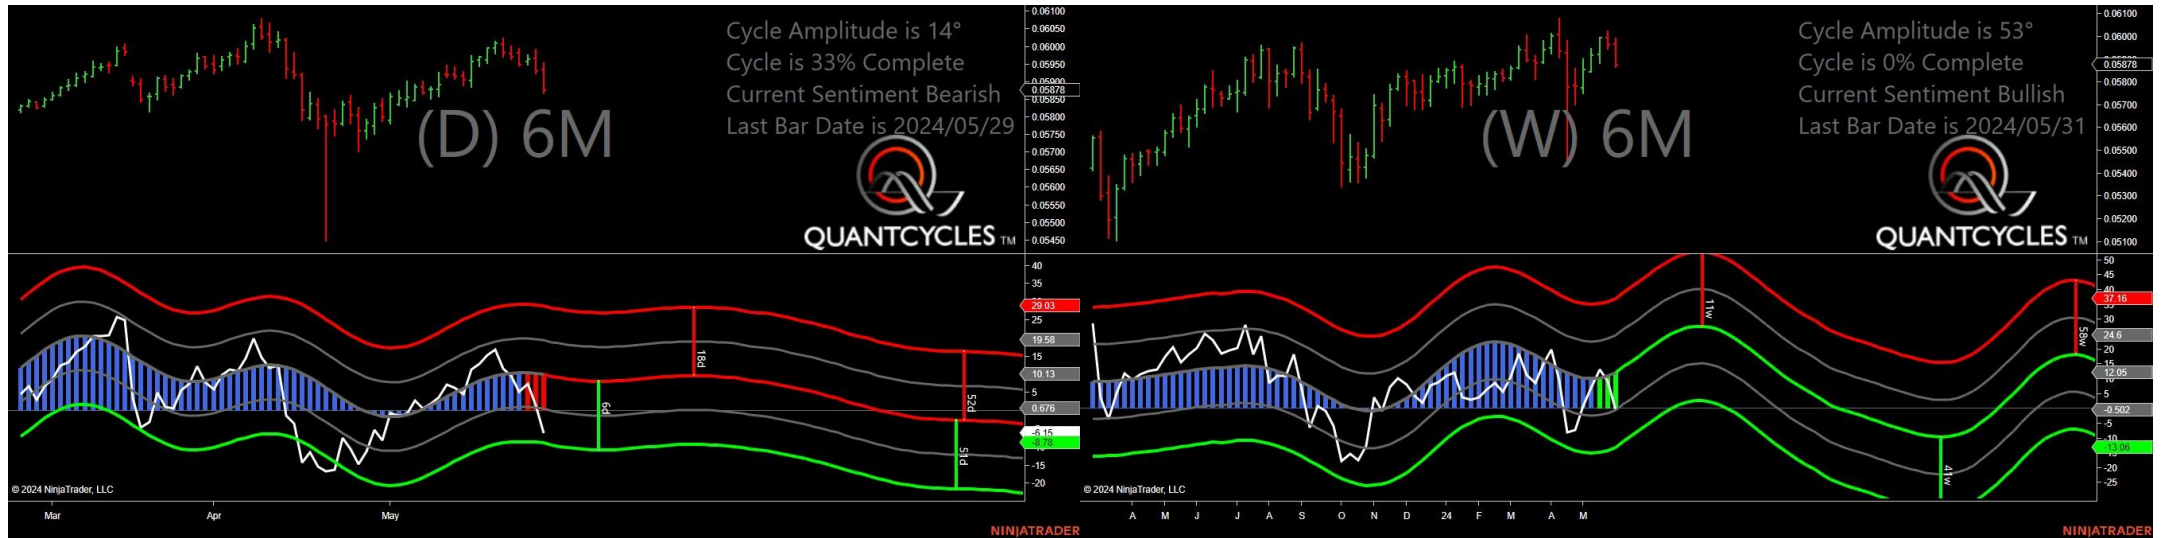 Cycle Amplitude is 14°
Cycle is 33% Complete
Current Sentiment Bearish
Last Bar Date is 2024/05/29
(D) 6M
QUANTCYCLES TM
0.06100
0.06050
0.06000
0.05950
0.05900
0.05878
0.05850
0.05800
0.05750
0.05700
0.05650
0.05600
0.05550
0.05500
0.05450
40
35
29.03
25
19.58
15
10.13
5
0.676
-6.15
-8.78
-15
-20
18d
6d
52d
51d
© 2024 NinjaTrader, LLC
Mar Apr May
NINJATRADER
Cycle Amplitude is 53°
Cycle is 0% Complete
Current Sentiment Bullish
Last Bar Date is 2024/05/31
(W) 6M
QUANTCYCLES TM
0.06100
0.06000
0.05878
0.05800
0.05700
0.05600
0.05500
0.05400
0.05300
0.05200
0.05100
50
45
40
37.16
30
24.6
20
15
12.05
5
-0.502
-5
-10
-13.06
-20
-25
11w
58w
41w
© 2024 NinjaTrader, LLC
A M J J A S O N D 24 F M A M
NINJATRADER